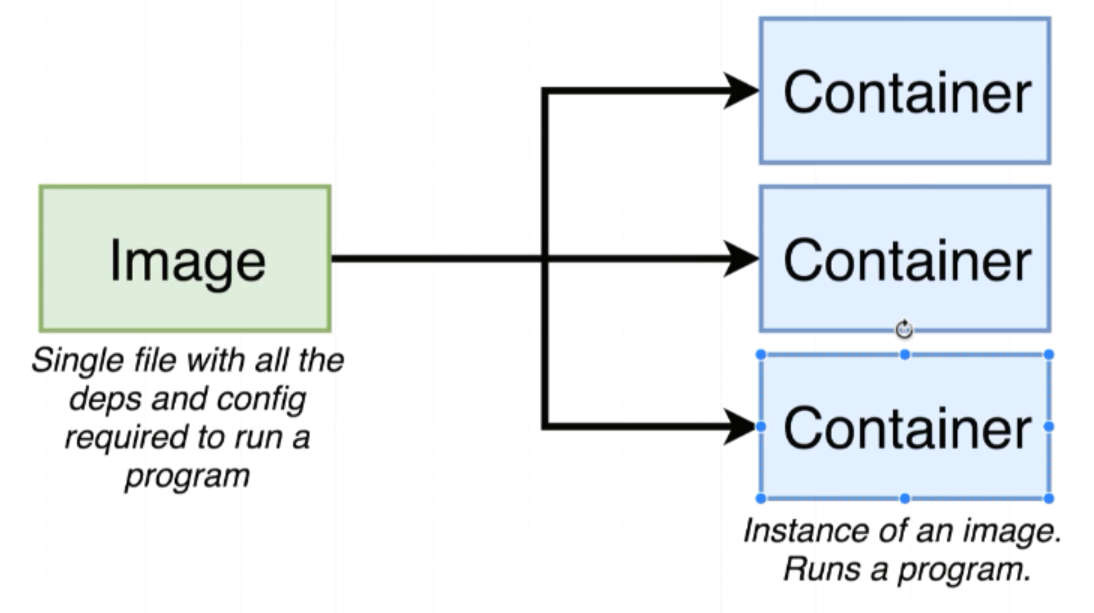 Container
Image
Container
Single file with all the
deps and config
required to run a
program
Container
Instance of an image.
Runs a program.